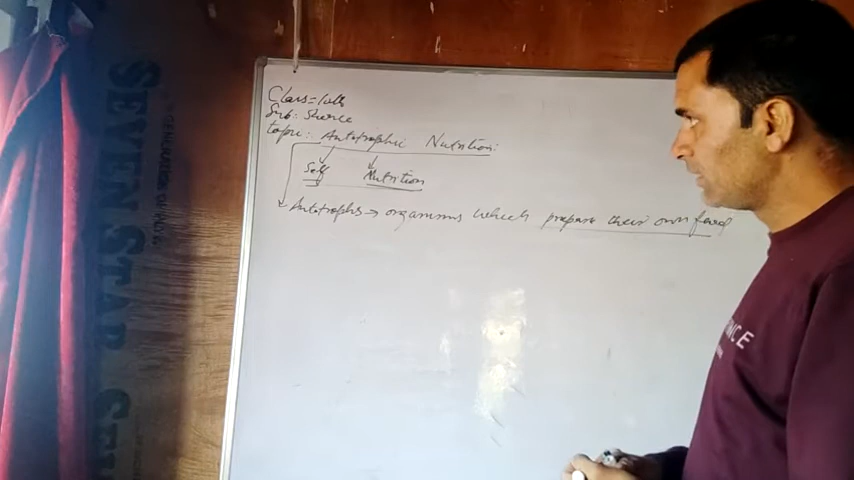 Class = 10th
Sub: Science
topic: Autotrophic Nutrition:
Self Nutrition
Autotrophs → organisms which prepare their own food
SEVEN STAR
NCE